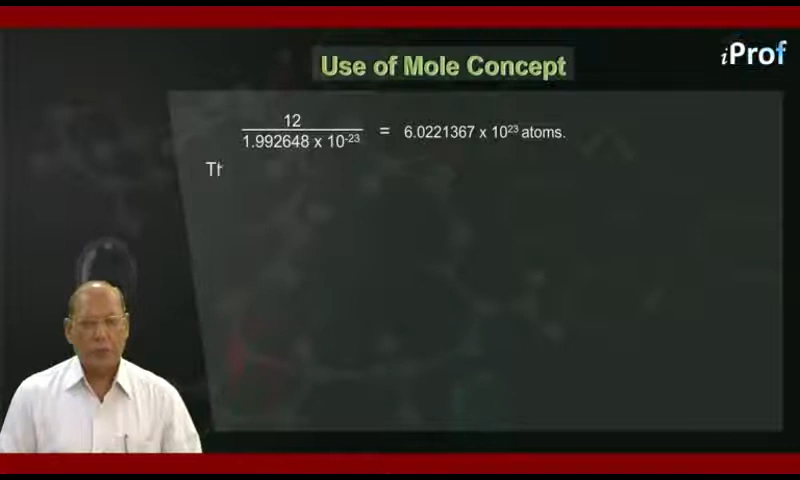 Use of Mole Concept
iProf
12
1.992648 x 10⁻²³ = 6.0221367 x 10²³ atoms.
Th